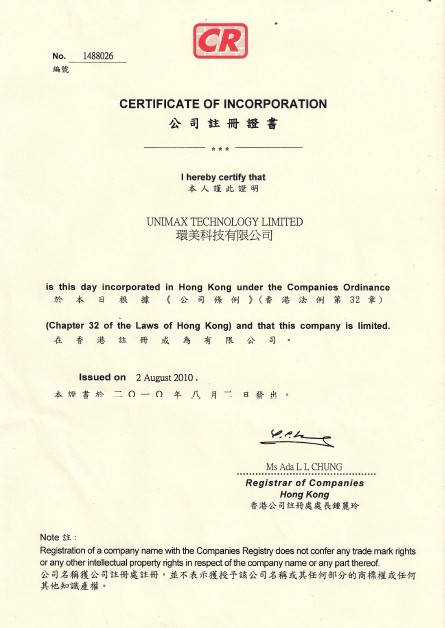 CR
No. 1488026
編號
CERTIFICATE OF INCORPORATION
公司註冊證書
***
I hereby certify that
本人謹此證明
UNIMAX TECHNOLOGY LIMITED
環美科技有限公司
is this day incorporated in Hong Kong under the Companies Ordinance
於本日根據《公司條例》(香港法例第32章)
(Chapter 32 of the Laws of Hong Kong) and that this company is limited.
在香港註冊成為有限公司。
Issued on 2 August 2010.
本證書於二〇一〇年八月二日發出。
Ms Ada L L CHUNG
Registrar of Companies
Hong Kong
香港公司註冊處處長鍾麗玲
Note 註:
Registration of a company name with the Companies Registry does not confer any trade mark rights
or any other intellectual property rights in respect of the company name or any part thereof.
公司名稱獲公司註冊處註冊,並不表示獲授予該公司名稱或其任何部分的商標權或任何
其他知識產權。